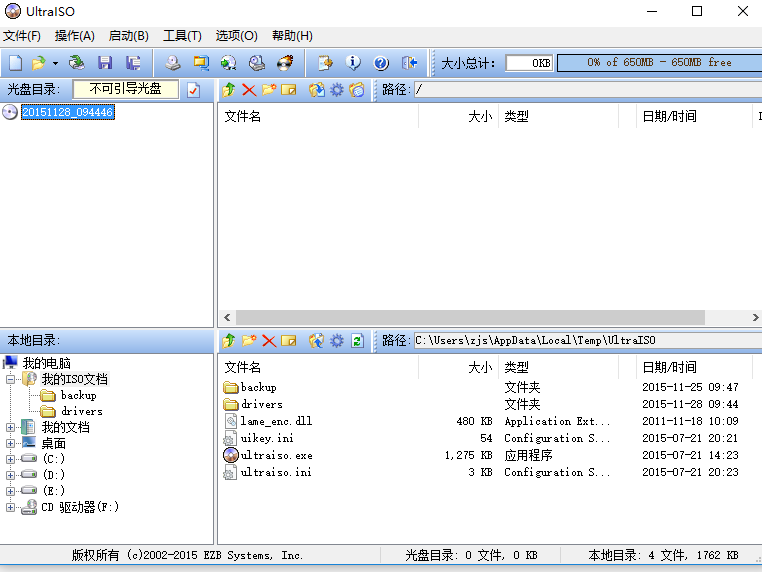 UltraISO
文件(F) 操作(A) 启动(B) 工具(T) 选项(O) 帮助(H)
大小总计: 0KB 0% of 650MB - 650MB free
光盘目录: 不可引导光盘 路径: /
20151128_094446
文件名 大小 类型 日期/时间
本地目录: 路径: C:\Users\zjs\AppData\Local\Temp\UltraISO
我的电脑
我的ISO文档
backup
drivers
我的文档
桌面
(C:)
(D:)
(E:)
CD 驱动器(F:)
文件名 大小 类型 日期/时间
backup 文件夹 2015-11-25 09:47
drivers 文件夹 2015-11-28 09:44
lame_enc.dll 480 KB Application Ext... 2011-11-18 10:09
uikey.ini 54 Configuration S... 2015-07-21 20:21
ultraiso.exe 1,275 KB 应用程序 2015-07-21 14:23
ultraiso.ini 3 KB Configuration S... 2015-07-21 20:23
版权所有 (c)2002-2015 EZB Systems, Inc. 光盘目录: 0 文件, 0 KB 本地目录: 4 文件, 1762 KB